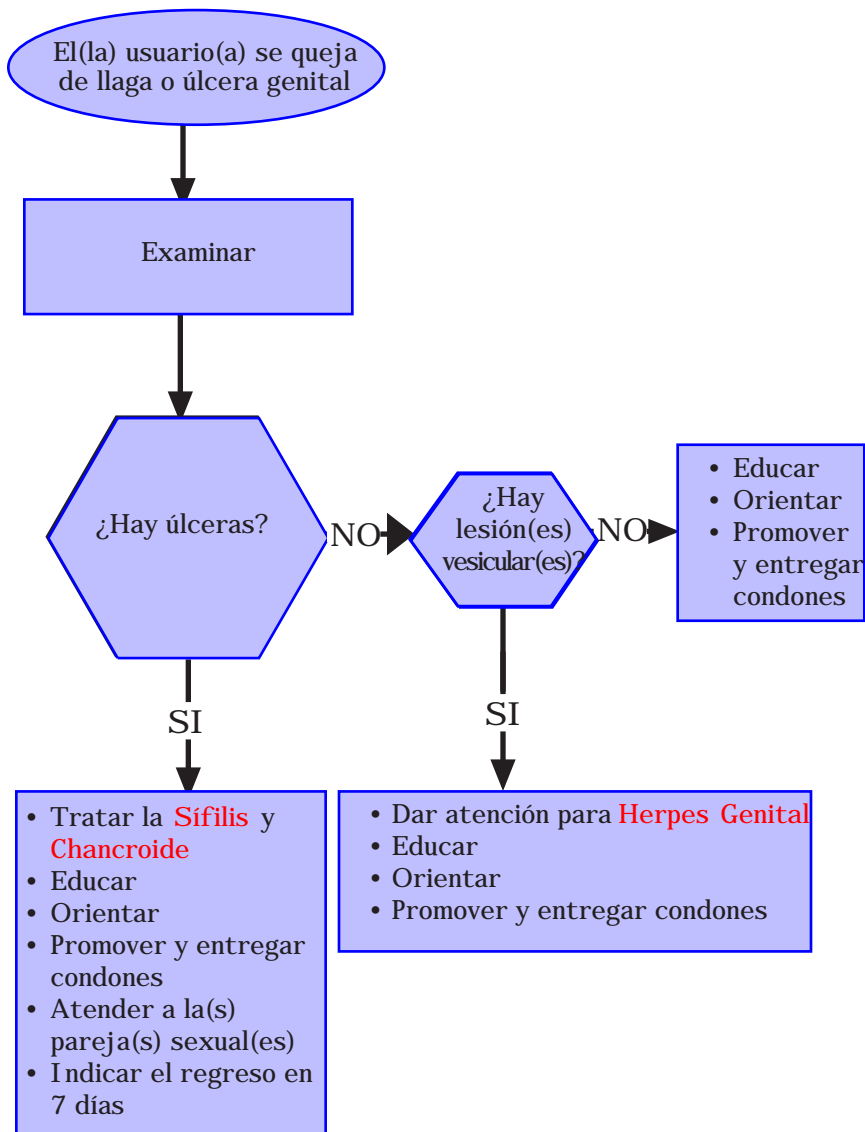 El(la) usuario(a) se queja
de llaga o úlcera genital
Examinar
¿Hay úlceras?
NO
¿Hay
lesión(es)
vesicular(es)?
NO
• Educar
• Orientar
• Promover
y entregar
condones
SI
SI
• Tratar la Sífilis y
Chancroide
• Educar
• Orientar
• Promover y entregar
condones
• Atender a la(s)
pareja(s) sexual(es)
• Indicar el regreso en
7 días
• Dar atención para Herpes Genital
• Educar
• Orientar
• Promover y entregar condones